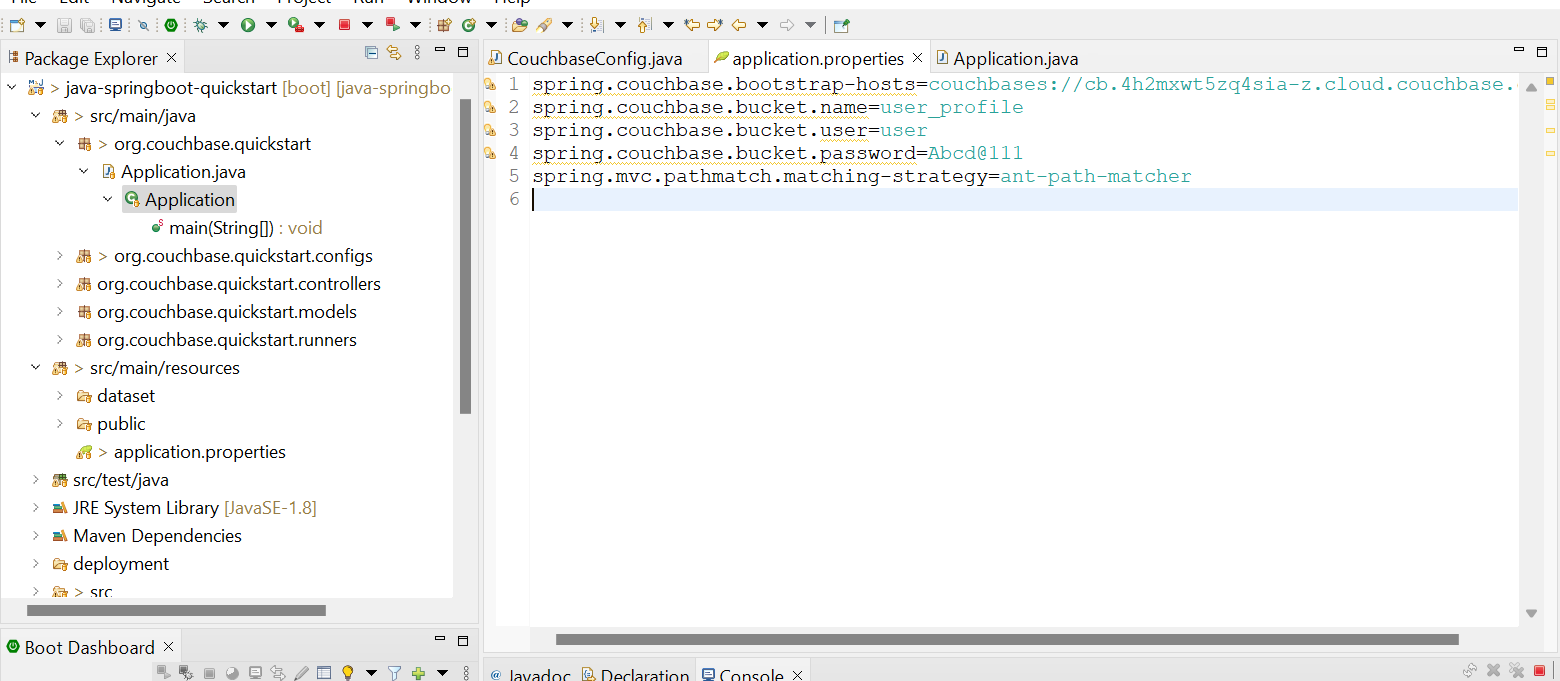 File Edit Navigate Search Project Run Window Help
Package Explorer
> java-springboot-quickstart [boot] [java-springbo
> src/main/java
> org.couchbase.quickstart
Application.java
Application
main(String[]) : void
> org.couchbase.quickstart.configs
org.couchbase.quickstart.controllers
org.couchbase.quickstart.models
org.couchbase.quickstart.runners
> src/main/resources
dataset
public
> application.properties
src/test/java
JRE System Library [JavaSE-1.8]
Maven Dependencies
deployment
> src
Boot Dashboard
CouchbaseConfig.java
application.properties
Application.java
1 spring.couchbase.bootstrap-hosts=couchbases://cb.4h2mxwt5zq4sia-z.cloud.couchbase.
2 spring.couchbase.bucket.name=user_profile
3 spring.couchbase.bucket.user=user
4 spring.couchbase.bucket.password=Abcd@111
5 spring.mvc.pathmatch.matching-strategy=ant-path-matcher
6
@ Javadoc
Declaration
Console